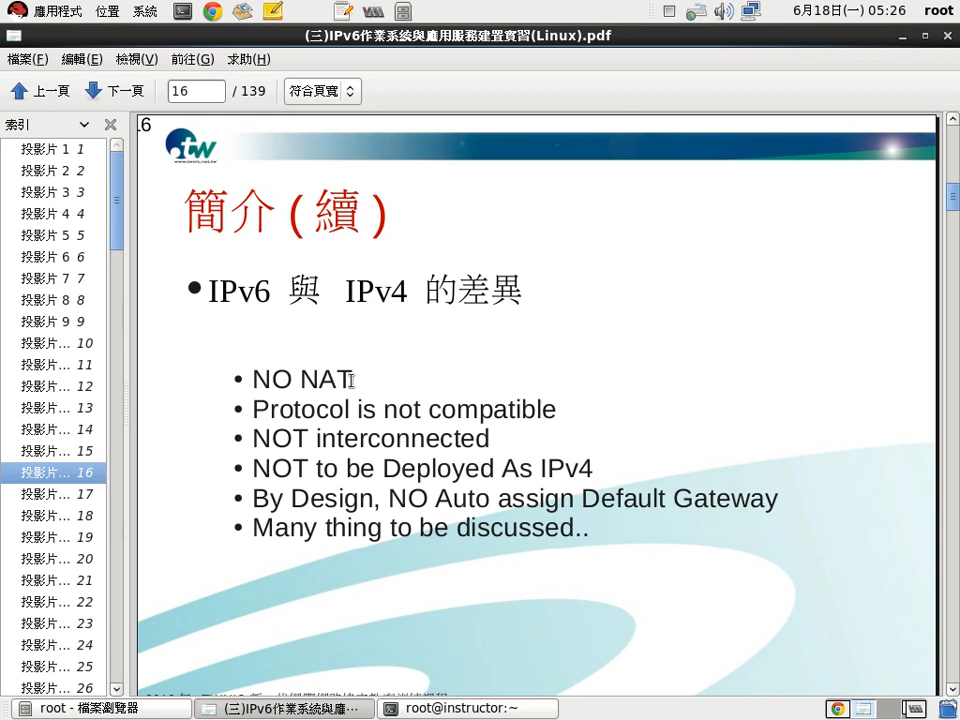 應用程式 位置 系統 6月18日(一) 05:26 root
(三)IPv6作業系統與應用服務建置實習(Linux).pdf
檔案(F) 編輯(E) 檢視(V) 前往(G) 求助(H)
上一頁 下一頁 16 / 139 符合頁寬
索引
投影片 1 1
投影片 2 2
投影片 3 3
投影片 4 4
投影片 5 5
投影片 6 6
投影片 7 7
投影片 8 8
投影片 9 9
投影片... 10
投影片... 11
投影片... 12
投影片... 13
投影片... 14
投影片... 15
投影片... 16
投影片... 17
投影片... 18
投影片... 19
投影片... 20
投影片... 21
投影片... 22
投影片... 23
投影片... 24
投影片... 25
投影片... 26
16
.tw
簡介(續)
•IPv6 與 IPv4 的差異
• NO NAT
• Protocol is not compatible
• NOT interconnected
• NOT to be Deployed As IPv4
• By Design, NO Auto assign Default Gateway
• Many thing to be discussed..
root - 檔案瀏覽器 (三)IPv6作業系統與應… root@instructor:~